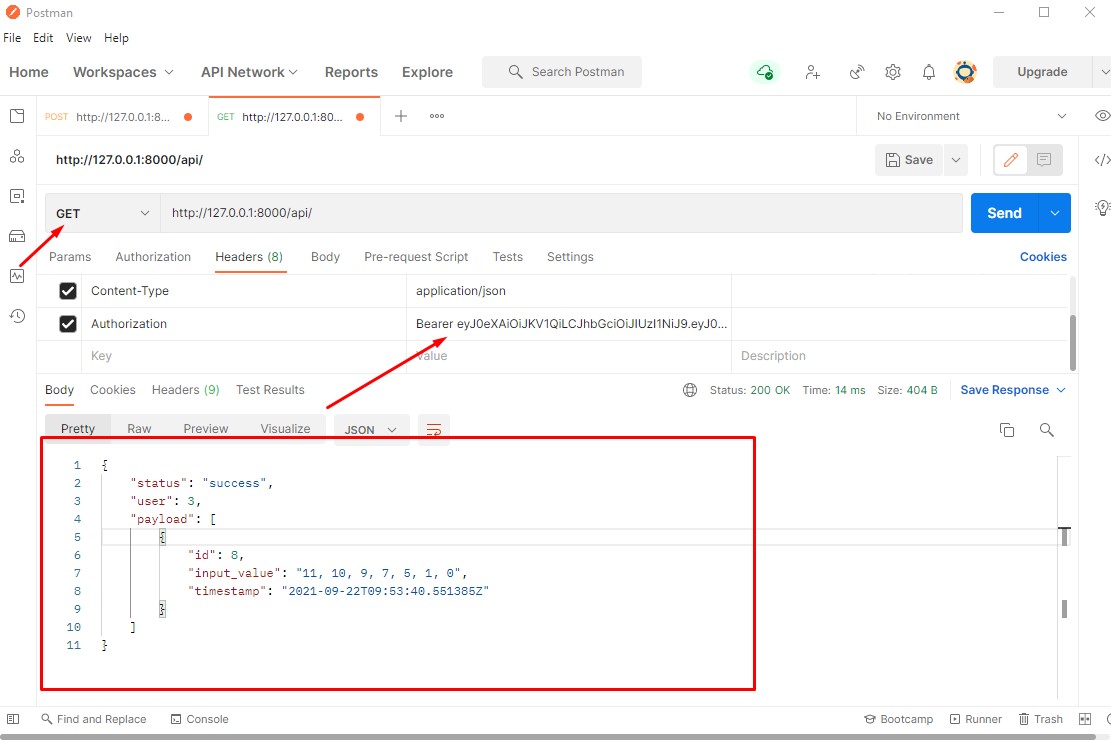 Postman
File Edit View Help
Home Workspaces API Network Reports Explore Search Postman Upgrade
POST http://127.0.0.1:8... GET http://127.0.0.1:80... No Environment
http://127.0.0.1:8000/api/ Save
GET http://127.0.0.1:8000/api/ Send
Params Authorization Headers (8) Body Pre-request Script Tests Settings Cookies
Content-Type application/json
Authorization Bearer eyJ0eXAiOiJKV1QiLCJhbGciOiJIUzI1NiJ9.eyJ0...
Key Value Description
Body Cookies Headers (9) Test Results Status: 200 OK Time: 14 ms Size: 404 B Save Response
Pretty Raw Preview Visualize JSON
1 {
2 "status": "success",
3 "user": 3,
4 "payload": [
5 {
6 "id": 8,
7 "input_value": "11, 10, 9, 7, 5, 1, 0",
8 "timestamp": "2021-09-22T09:53:40.551385Z"
9 }
10 ]
11 }
Find and Replace Console Bootcamp Runner Trash